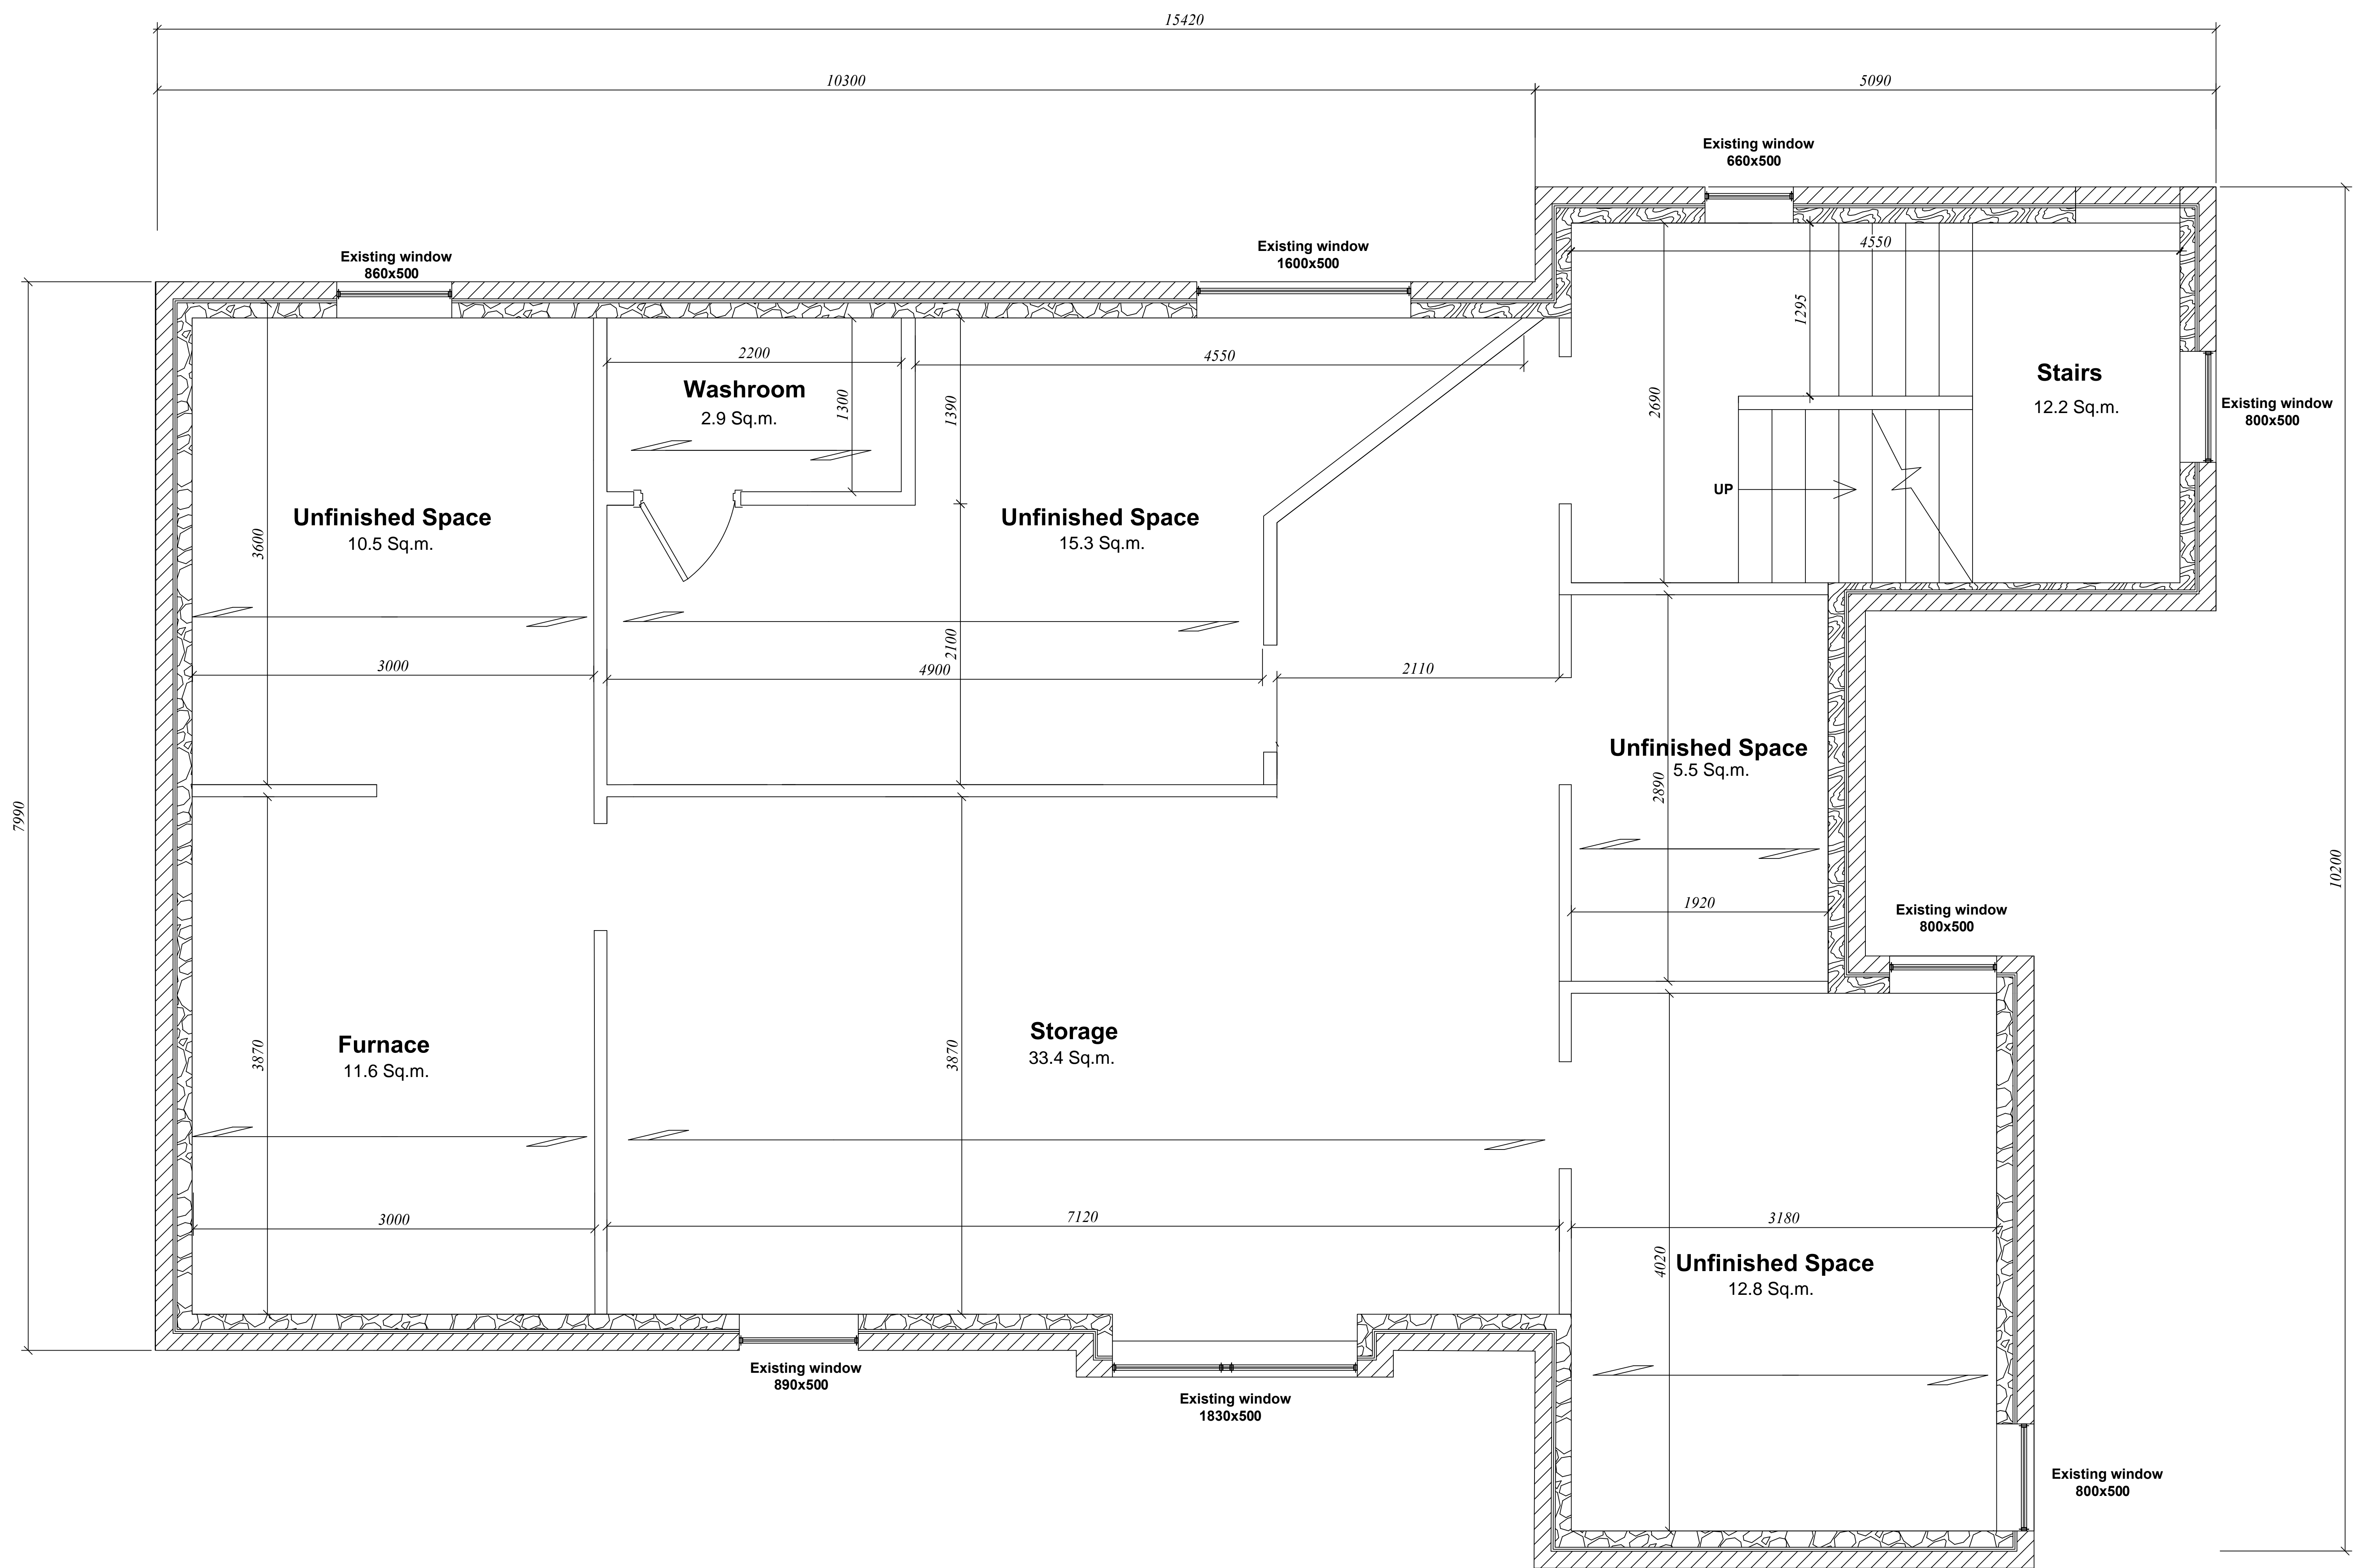 15420
10300
5090
Existing window
660x500
Existing window
860x500
Existing window
1600x500
4550
1295
2690
Stairs
12.2 Sq.m.
UP
Existing window
800x500
2200
Washroom
2.9 Sq.m.
1300
1390
4550
Unfinished Space
10.5 Sq.m.
3600
3000
Unfinished Space
15.3 Sq.m.
2100
4900
2110
Unfinished Space
5.5 Sq.m.
2890
1920
7990
10200
Existing window
800x500
Furnace
11.6 Sq.m.
3870
3000
Storage
33.4 Sq.m.
3870
7120
3180
4020
Unfinished Space
12.8 Sq.m.
Existing window
890x500
Existing window
1830x500
Existing window
800x500